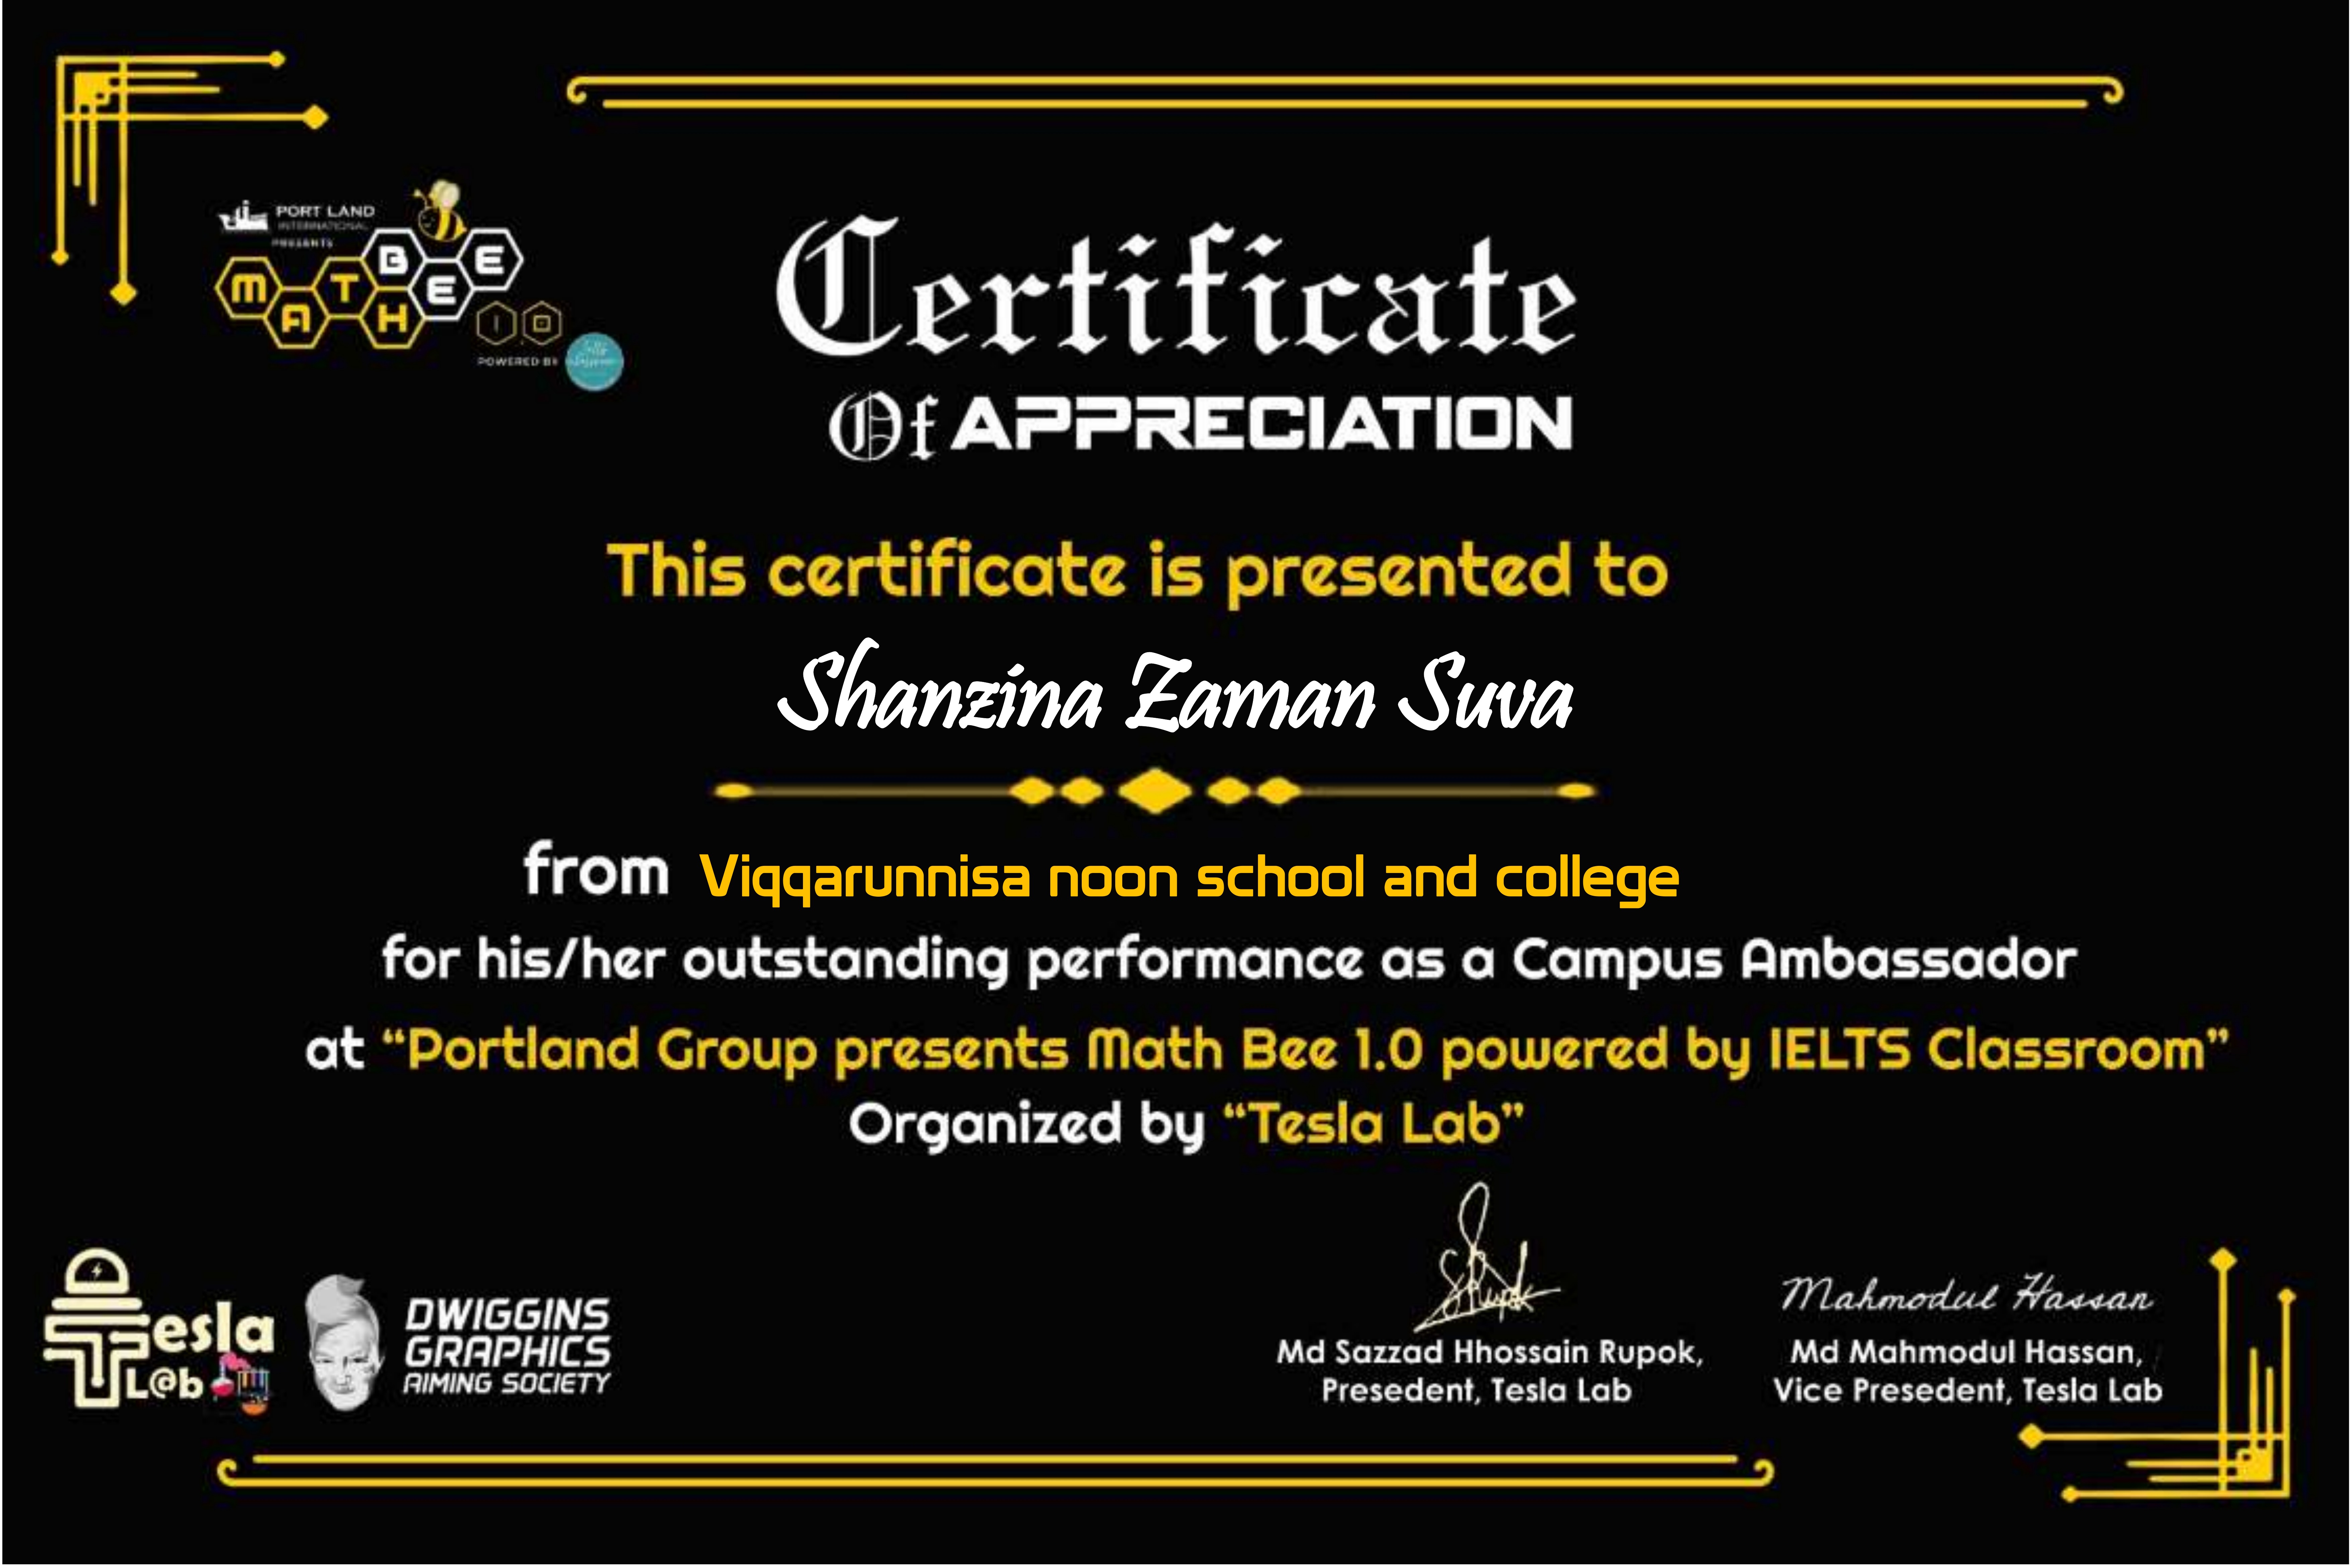 PORT LAND
INTERNATIONAL
PRESENTS
MATH BEE
1.0
POWERED BY
Certificate
Of APPRECIATION
This certificate is presented to
Shanzina Zaman Suva
from Viqqarunnisa noon school and college
for his/her outstanding performance as a Campus Ambassador
at “Portland Group presents Math Bee 1.0 powered by IELTS Classroom”
Organized by “Tesla Lab”
Tesla
L@b
DWIGGINS
GRAPHICS
AIMING SOCIETY
Md Sazzad Hhossain Rupok,
Presedent, Tesla Lab
Mahmodul Hassan
Md Mahmodul Hassan,
Vice Presedent, Tesla Lab